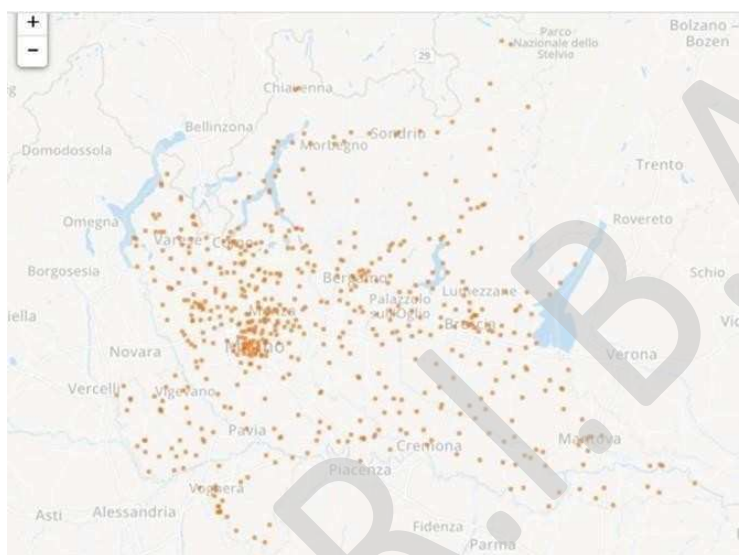 +
Parco
Nazionale dello
Stelvio
Bolzano –
Bozen
−
29
Chiavenna
Bellinzona
Sondrio
Morbegno
Domodossola
Trento
Omegna
Rovereto
Varese
Como
Borgosesia
Bergamo
Schio
Lumezzane
Palazzolo
sull'Oglio
Monza
iella
Brescia
Vic
Novara
Milano
Verona
Vercelli
Vigevano
Pavia
Cremona
Mantova
Piacenza
Voghera
Asti
Alessandria
Fidenza
Parma
R.I.B.A